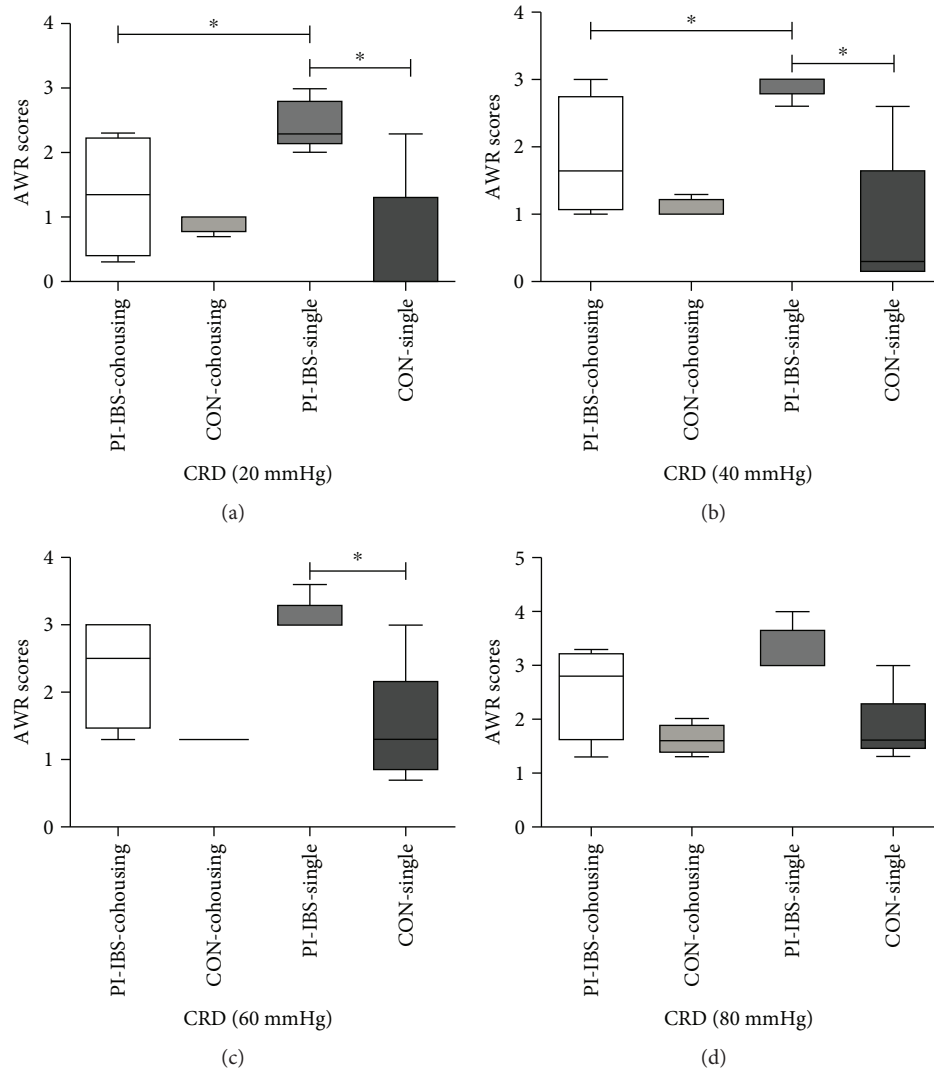 4
3
2
1
0
AWR scores
*
*
PI-IBS-cohousing
CON-cohousing
PI-IBS-single
CON-single
CRD (20 mmHg)
(a)
4
3
2
1
0
AWR scores
*
*
PI-IBS-cohousing
CON-cohousing
PI-IBS-single
CON-single
CRD (40 mmHg)
(b)
4
3
2
1
0
AWR scores
*
PI-IBS-cohousing
CON-cohousing
PI-IBS-single
CON-single
CRD (60 mmHg)
(c)
5
4
3
2
1
0
AWR scores
PI-IBS-cohousing
CON-cohousing
PI-IBS-single
CON-single
CRD (80 mmHg)
(d)